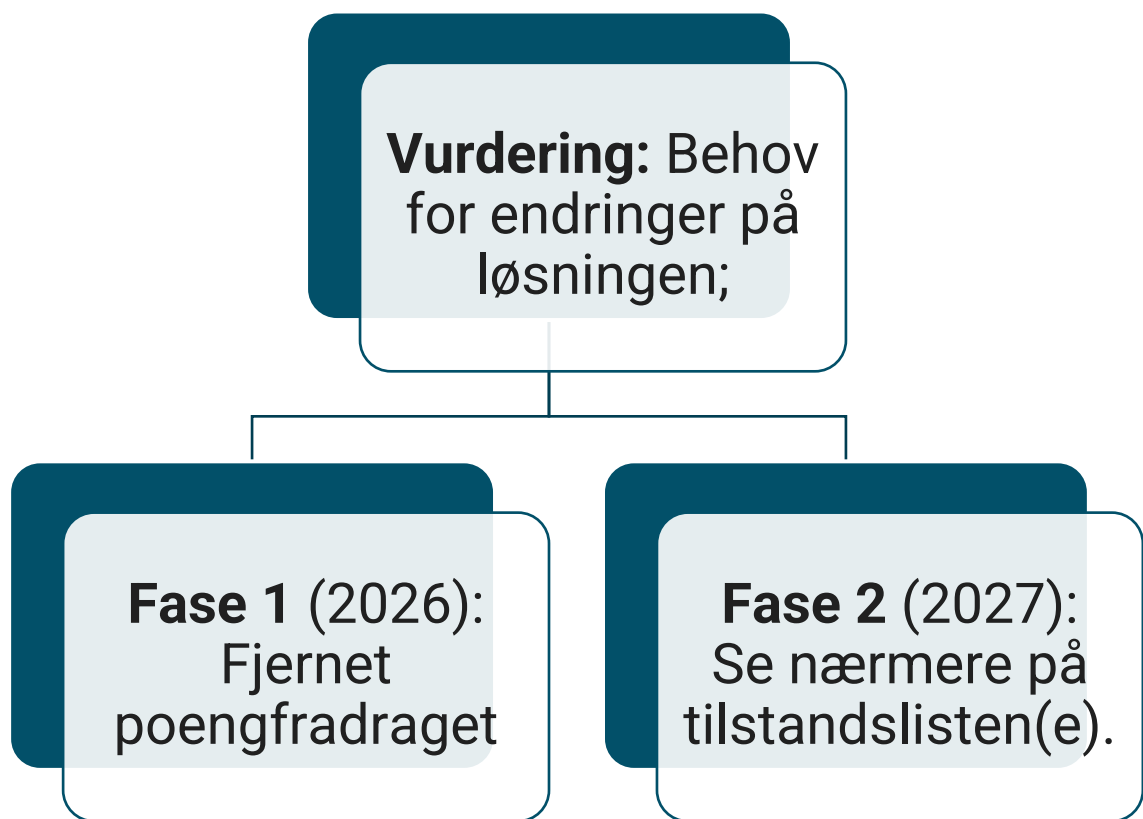 Vurdering: Behov
for endringer på
løsningen;
Fase 1 (2026):
Fjernet
poengfradraget
Fase 2 (2027):
Se nærmere på
tilstandslisten(e).